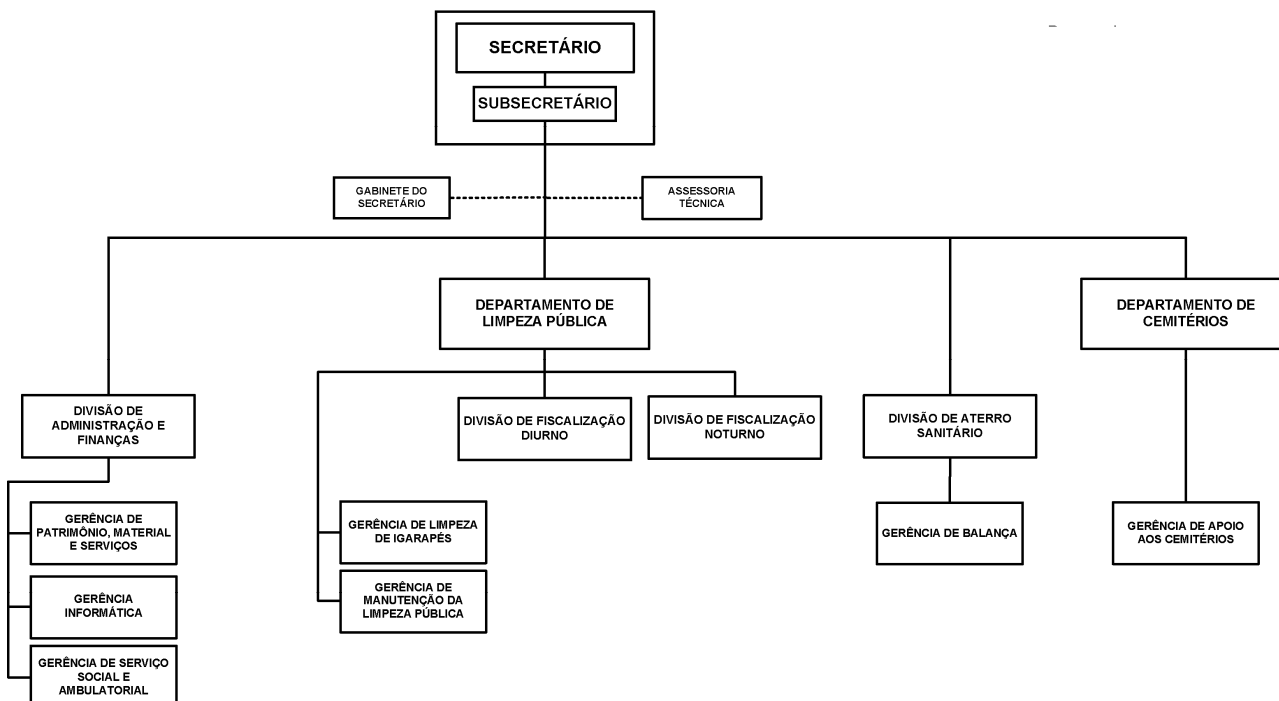 SECRETÁRIO
SUBSECRETÁRIO
GABINETE DO
SECRETÁRIO
ASSESSORIA
TÉCNICA
DEPARTAMENTO DE
LIMPEZA PÚBLICA
DEPARTAMENTO DE
CEMITÉRIOS
DIVISÃO DE
ADMINISTRAÇÃO E
FINANÇAS
DIVISÃO DE FISCALIZAÇÃO
DIURNO
DIVISÃO DE FISCALIZAÇÃO
NOTURNO
DIVISÃO DE ATERRO
SANITÁRIO
GERÊNCIA DE
PATRIMÔNIO, MATERIAL
E SERVIÇOS
GERÊNCIA DE LIMPEZA
DE IGARAPÉS
GERÊNCIA DE BALANÇA
GERÊNCIA DE APOIO
AOS CEMITÉRIOS
GERÊNCIA
INFORMÁTICA
GERÊNCIA DE
MANUTENÇÃO DA
LIMPEZA PÚBLICA
GERÊNCIA DE SERVIÇO
SOCIAL E
AMBULATORIAL